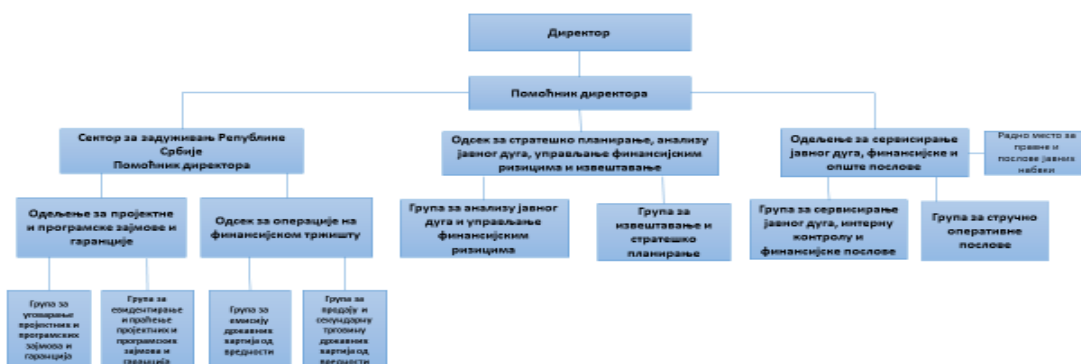 Директор
Помоћник директора
Сектор за задуживањ Републике
Србије
Помоћник директора
Одсек за стратешко планирање, анализу
јавног дуга, управљање финансијским
ризицима и извештавање
Одељење за сервисирање
јавног дуга, финансијске и
опште послове
Радно место за
правне и
послове јавних
набвки
Одељење за пројектне
и програмске зајмове и
гаранције
Одсек за операције на
финансијском тржишту
Група за анализу јавног
дуга и управљање
финансијским
ризицима
Група за
извештавање и
стратешко
планирање
Група за сервисирање
јавног дуга, интерну
контролу и
финансијске послове
Група за стручно
оперативне
послове
Група за
уговарање
пројектних и
програмских
зајмова и
гаранција
Група за
евидентирање
и праћење
пројектних и
програмских
зајмова и
гаранција
Група за
емисију
државних
хартија од
вредности
Група за
продају и
секундарну
трговину
државних
хартија од
вредности